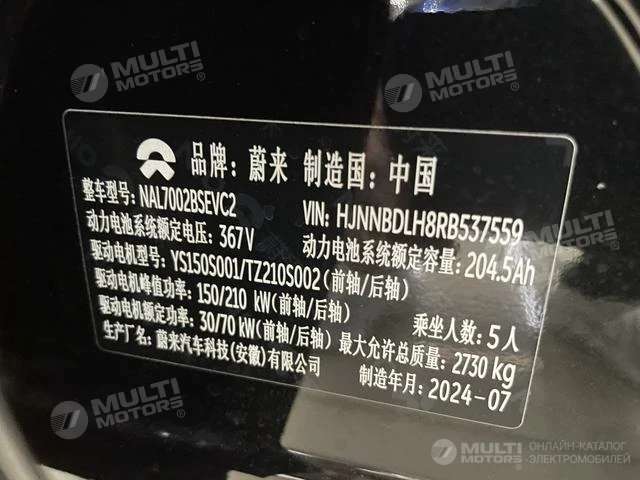 品牌：蔚来 制造国：中国
整车型号：NAL7002BSEVC2 VIN: HJNNBDLH8RB537559
动力电池系统额定电压：367V 动力电池系统额定容量：204.5Ah
驱动电机型号：YS150S001/TZ210S002(前轴/后轴)
驱动电机峰值功率：150/210 kW(前轴/后轴) 乘坐人数：5人
驱动电机额定功率：30/70 kW(前轴/后轴) 最大允许总质量：2730 kg
生产厂名：蔚来汽车科技(安徽)有限公司 制造年月：2024-07
MULTI MOTORS
MULTI MOTORS
MULTI MOTORS
MULTI MOTORS
MULTI MOTORS
MULTI MOTORS ОНЛАЙН-КАТАЛОГ ЭЛЕКТРОМОБИЛЕЙ